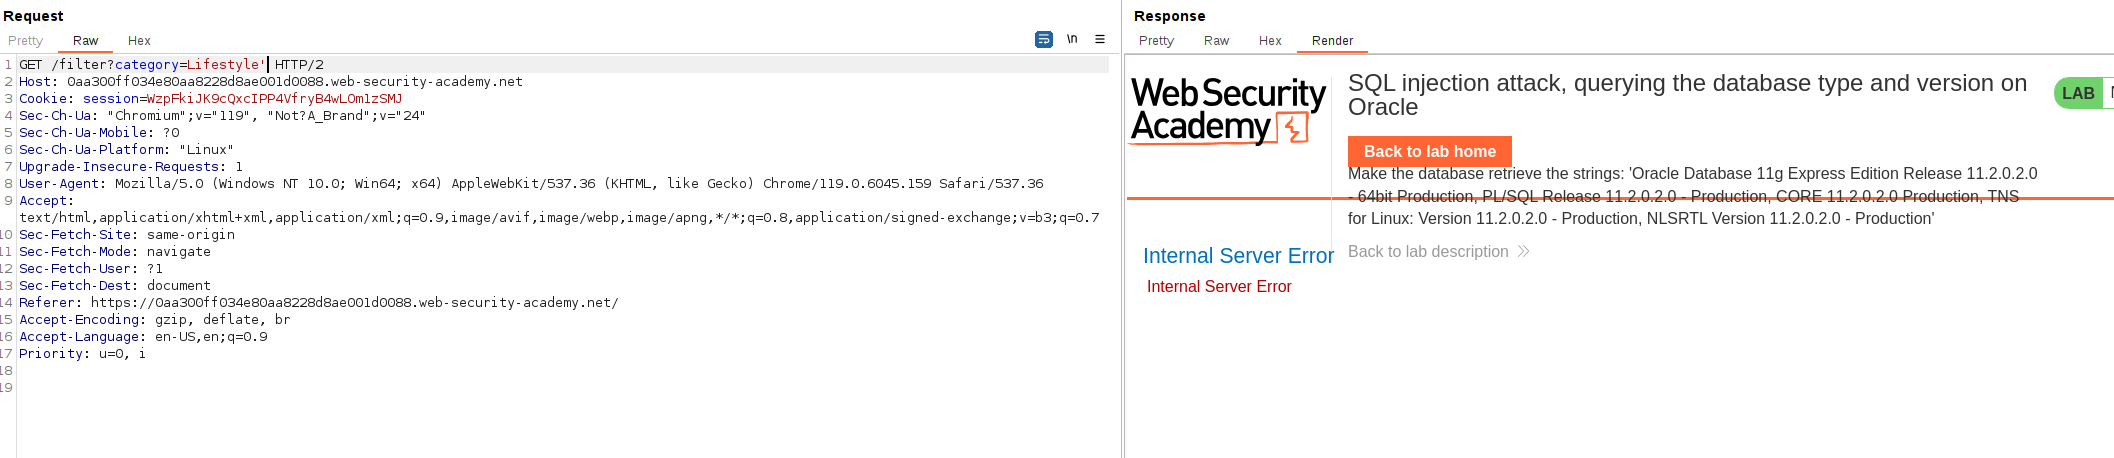 Request
Pretty Raw Hex \n
1 GET /filter?category=Lifestyle' HTTP/2
2 Host: 0aa300ff034e80aa8228d8ae001d0088.web-security-academy.net
3 Cookie: session=WzpFkiJK9cQxcIPP4VfryB4wLOm1zSMJ
4 Sec-Ch-Ua: "Chromium";v="119", "Not?A_Brand";v="24"
5 Sec-Ch-Ua-Mobile: ?0
6 Sec-Ch-Ua-Platform: "Linux"
7 Upgrade-Insecure-Requests: 1
8 User-Agent: Mozilla/5.0 (Windows NT 10.0; Win64; x64) AppleWebKit/537.36 (KHTML, like Gecko) Chrome/119.0.6045.159 Safari/537.36
9 Accept:
text/html,application/xhtml+xml,application/xml;q=0.9,image/avif,image/webp,image/apng,*/*;q=0.8,application/signed-exchange;v=b3;q=0.7
10 Sec-Fetch-Site: same-origin
11 Sec-Fetch-Mode: navigate
12 Sec-Fetch-User: ?1
13 Sec-Fetch-Dest: document
14 Referer: https://0aa300ff034e80aa8228d8ae001d0088.web-security-academy.net/
15 Accept-Encoding: gzip, deflate, br
16 Accept-Language: en-US,en;q=0.9
17 Priority: u=0, i
18
19
Response
Pretty Raw Hex Render
Web Security
Academy
SQL injection attack, querying the database type and version on
Oracle
LAB
Back to lab home
Make the database retrieve the strings: 'Oracle Database 11g Express Edition Release 11.2.0.2.0
- 64bit Production, PL/SQL Release 11.2.0.2.0 - Production, CORE 11.2.0.2.0 Production, TNS
for Linux: Version 11.2.0.2.0 - Production, NLSRTL Version 11.2.0.2.0 - Production'
Back to lab description
Internal Server Error
Internal Server Error